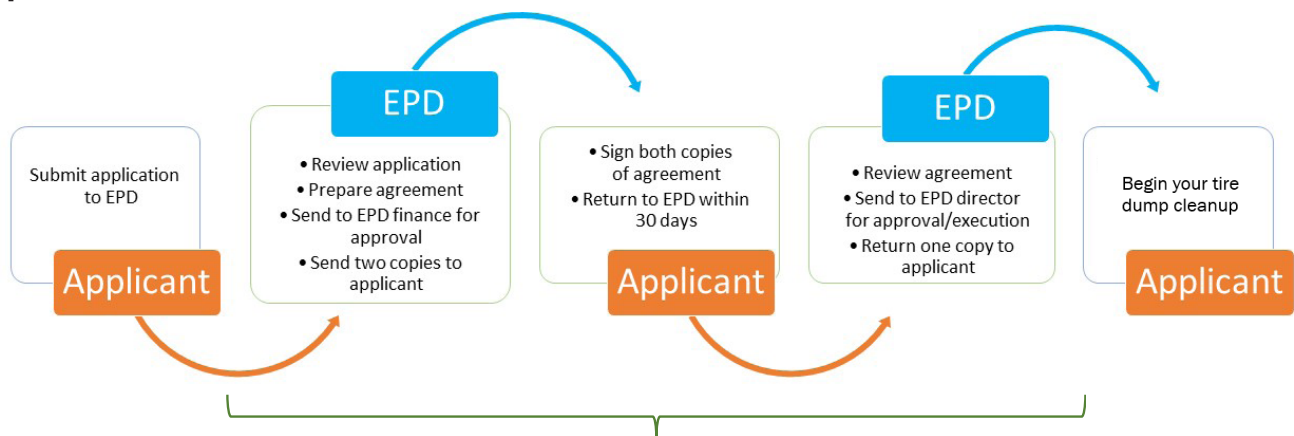 Submit application
to EPD
Applicant
EPD
• Review application
• Prepare agreement
• Send to EPD finance for
approval
• Send two copies to
applicant
• Sign both copies
of agreement
• Return to EPD within
30 days
Applicant
EPD
• Review agreement
• Send to EPD director
for approval/execution
• Return one copy to
applicant
Begin your tire
dump cleanup
Applicant